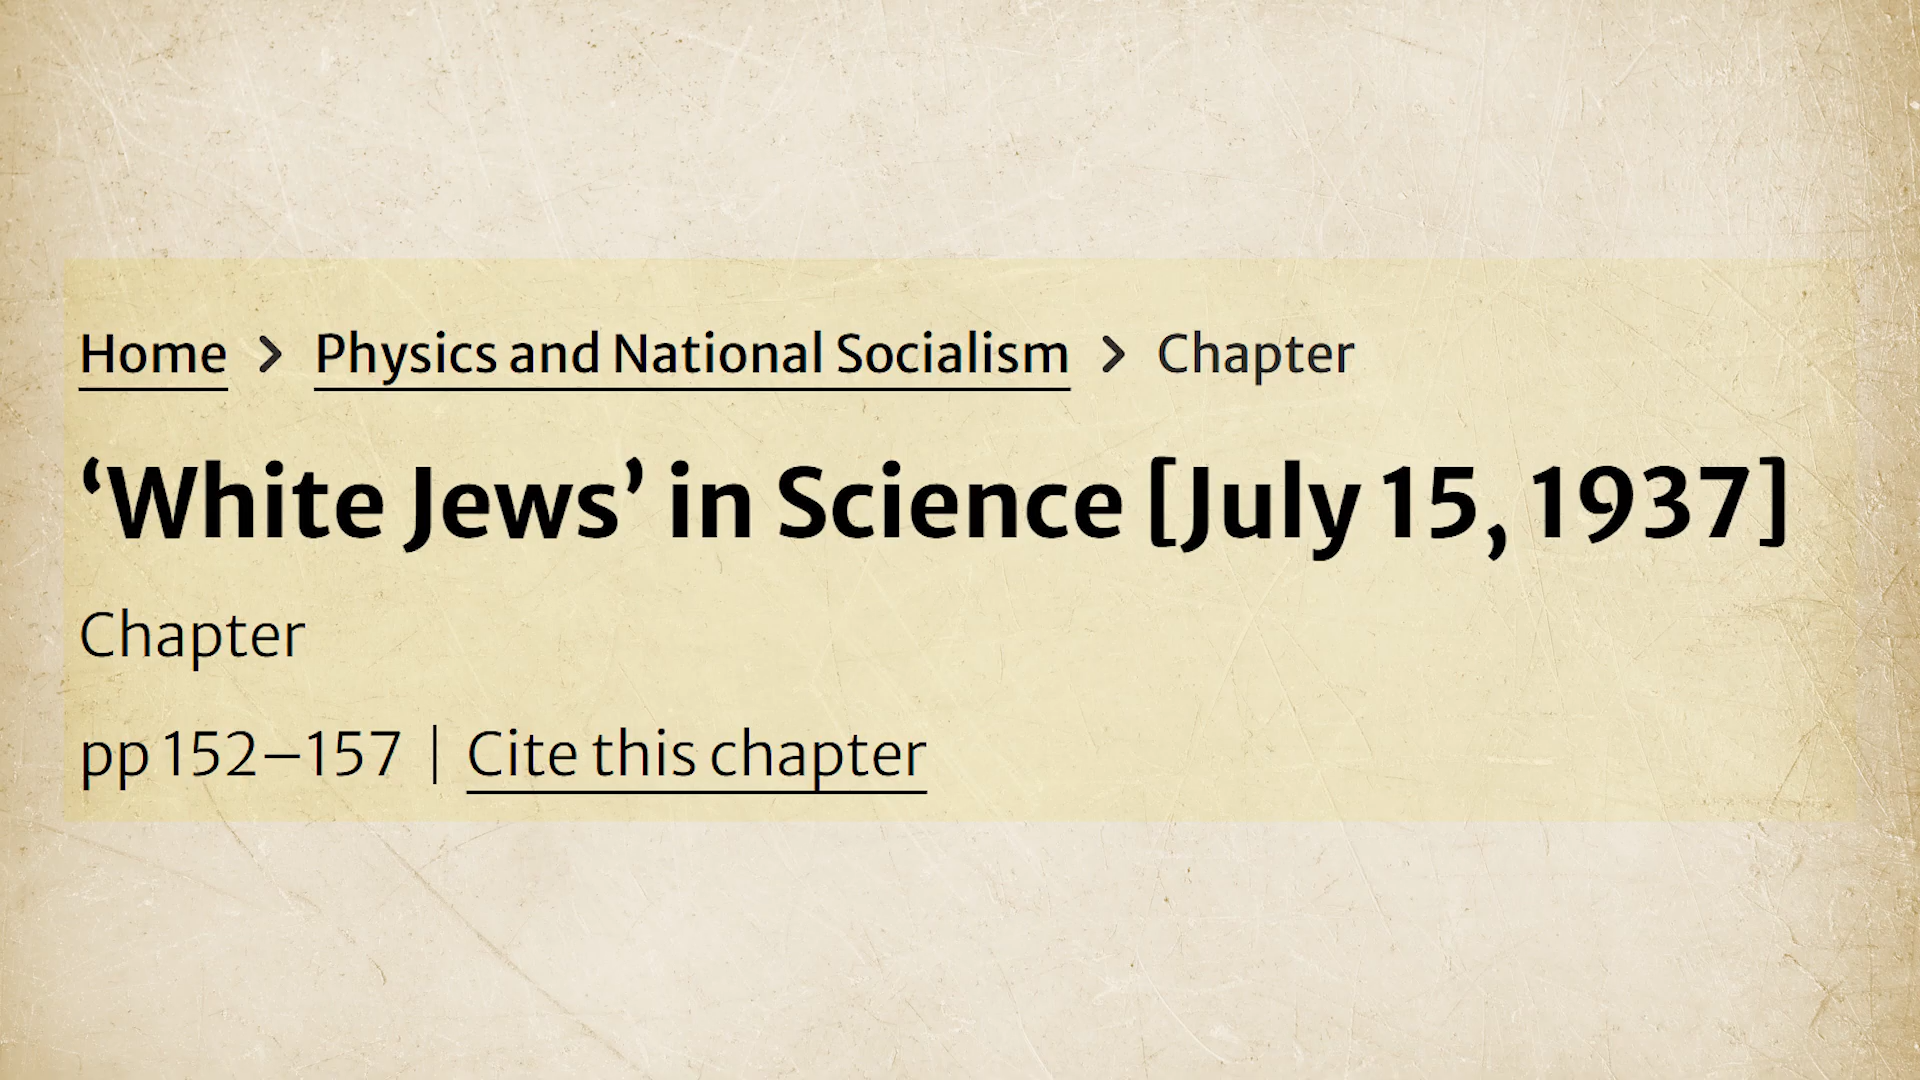 Home > Physics and National Socialism > Chapter
‘White Jews’ in Science [July 15, 1937]
Chapter
pp 152–157 | Cite this chapter